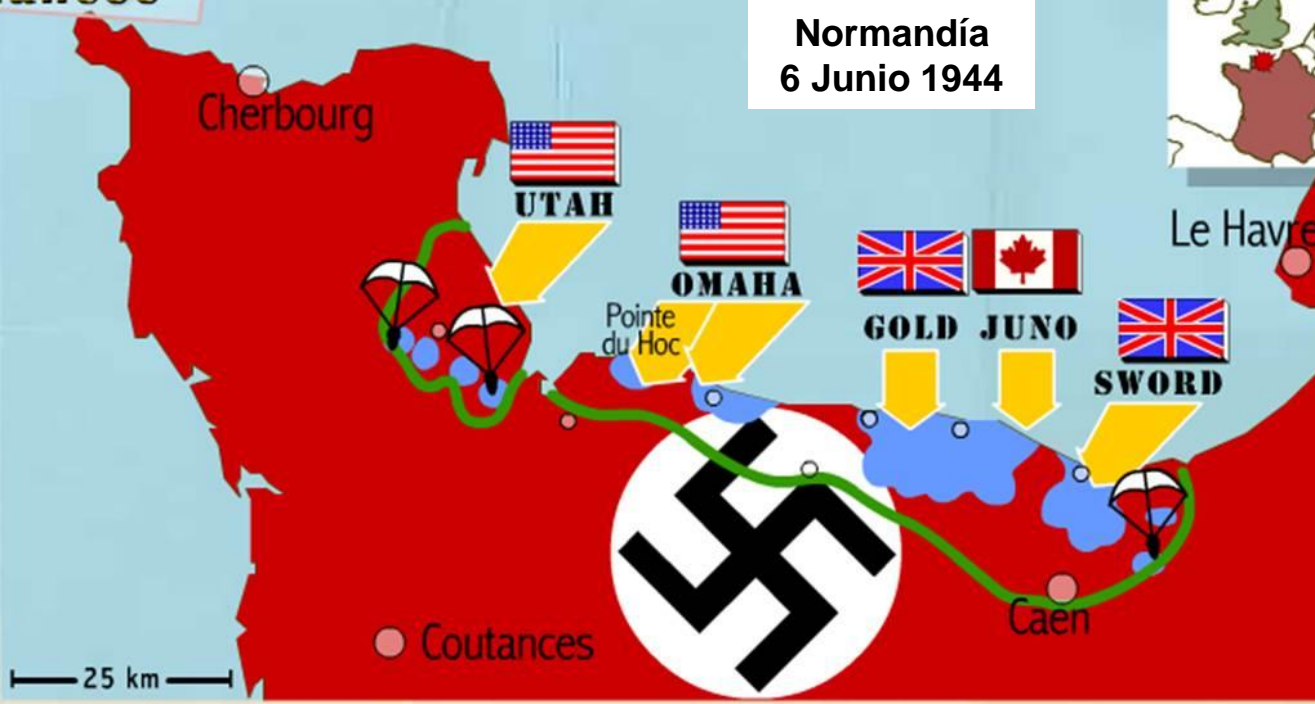 Normandía
6 Junio 1944
Cherbourg
UTAH
OMAHA
Pointe
du Hoc
GOLD
JUNO
SWORD
Le Havre
Caen
Coutances
25 km